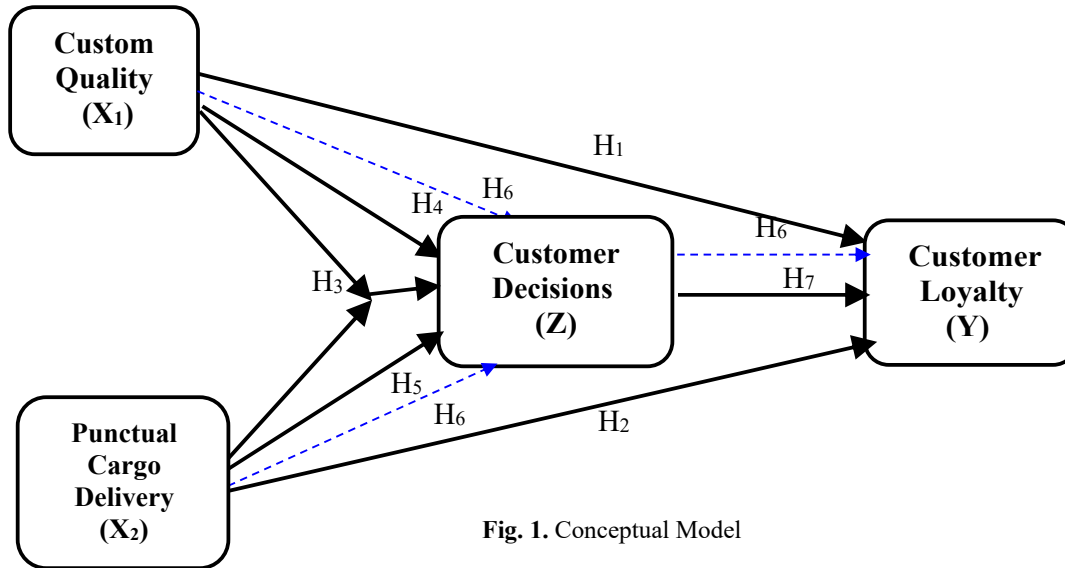 Custom
Quality
(X₁)
H₁
H₆
H₄
H₆
Customer
Decisions
(Z)
Customer
Loyalty
(Y)
H₃
H₇
H₅
H₆
H₂
Punctual
Cargo
Delivery
(X₂)
Fig. 1. Conceptual Model